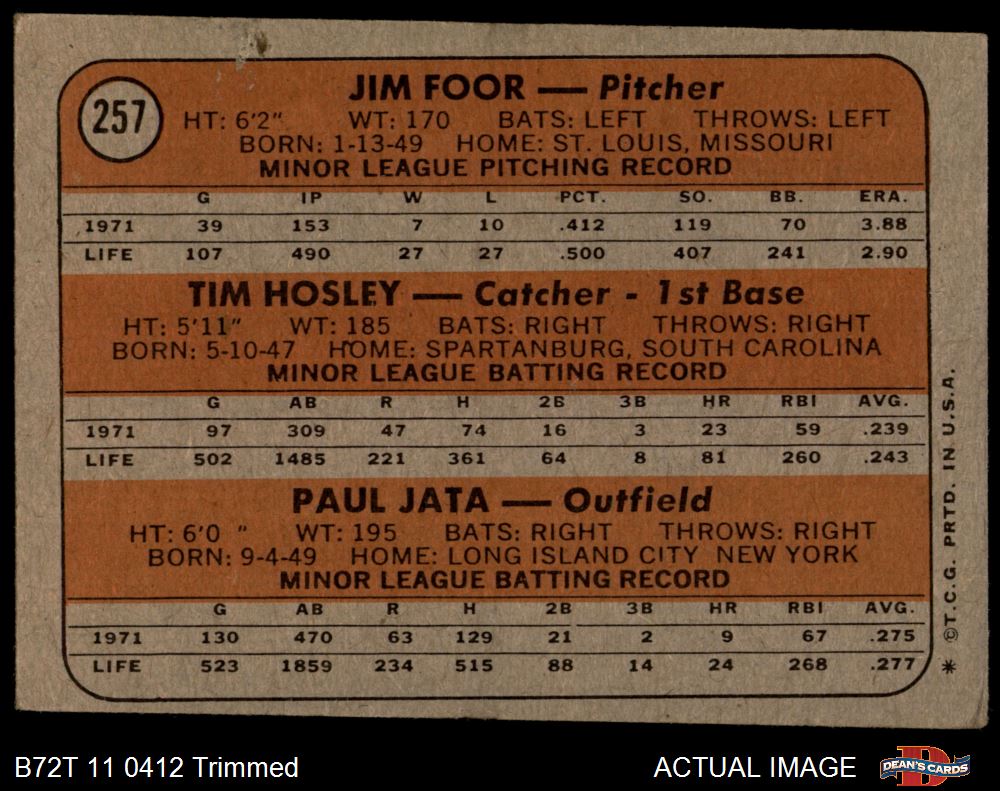 257
JIM FOOR — Pitcher
HT: 6'2" WT: 170 BATS: LEFT THROWS: LEFT
BORN: 1-13-49 HOME: ST. LOUIS, MISSOURI
MINOR LEAGUE PITCHING RECORD
G IP W L PCT. SO. BB. ERA.
1971 39 153 7 10 .412 119 70 3.88
LIFE 107 490 27 27 .500 407 241 2.90
TIM HOSLEY — Catcher - 1st Base
HT: 5'11" WT: 185 BATS: RIGHT THROWS: RIGHT
BORN: 5-10-47 HOME: SPARTANBURG, SOUTH CAROLINA
MINOR LEAGUE BATTING RECORD
G AB R H 2B 3B HR RBI AVG.
1971 97 309 47 74 16 3 23 59 .239
LIFE 502 1485 221 361 64 8 81 260 .243
PAUL JATA — Outfield
HT: 6'0 " WT: 195 BATS: RIGHT THROWS: RIGHT
BORN: 9-4-49 HOME: LONG ISLAND CITY NEW YORK
MINOR LEAGUE BATTING RECORD
G AB R H 2B 3B HR RBI AVG.
1971 130 470 63 129 21 2 9 67 .275
LIFE 523 1859 234 515 88 14 24 268 .277
* ©T.C.G. PRTD. IN U.S.A.
B72T 11 0412 Trimmed
ACTUAL IMAGE
D
DEAN'S CARDS